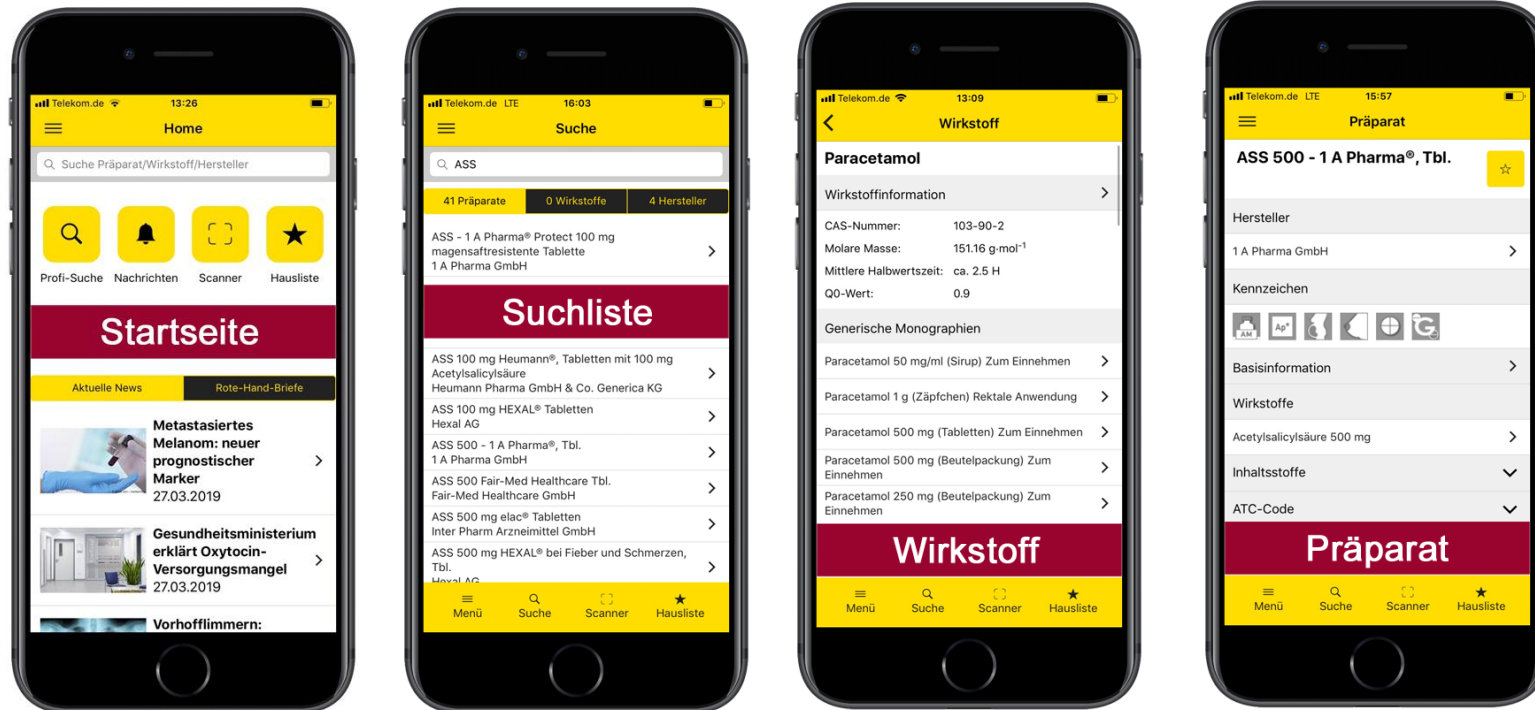 Telekom.de 13:26
Home
Suche Präparat/Wirkstoff/Hersteller
Profi-Suche Nachrichten Scanner Hausliste
Startseite
Aktuelle News Rote-Hand-Briefe
Metastasiertes
Melanom: neuer
prognostischer
Marker
27.03.2019
Gesundheitsministerium
erklärt Oxytocin-
Versorgungsmangel
27.03.2019
Vorhofflimmern:
Telekom.de LTE 16:03
Suche
ASS
41 Präparate 0 Wirkstoffe 4 Hersteller
ASS - 1 A Pharma® Protect 100 mg
magensaftresistente Tablette
1 A Pharma GmbH
Suchliste
ASS 100 mg Heumann®, Tabletten mit 100 mg
Acetylsalicylsäure
Heumann Pharma GmbH & Co. Generica KG
ASS 100 mg HEXAL® Tabletten
Hexal AG
ASS 500 - 1 A Pharma®, Tbl.
1 A Pharma GmbH
ASS 500 Fair-Med Healthcare Tbl.
Fair-Med Healthcare GmbH
ASS 500 mg elac® Tabletten
Inter Pharm Arzneimittel GmbH
ASS 500 mg HEXAL® bei Fieber und Schmerzen,
Tbl.
Hexal AG
Menü Suche Scanner Hausliste
Telekom.de 13:09
Wirkstoff
Paracetamol
Wirkstoffinformation
CAS-Nummer: 103-90-2
Molare Masse: 151.16 g·mol⁻¹
Mittlere Halbwertszeit: ca. 2.5 H
Q0-Wert: 0.9
Generische Monographien
Paracetamol 50 mg/ml (Sirup) Zum Einnehmen
Paracetamol 1 g (Zäpfchen) Rektale Anwendung
Paracetamol 500 mg (Tabletten) Zum Einnehmen
Paracetamol 500 mg (Beutelpackung) Zum
Einnehmen
Paracetamol 250 mg (Beutelpackung) Zum
Einnehmen
Wirkstoff
Menü Suche Scanner Hausliste
Telekom.de LTE 15:57
Präparat
ASS 500 - 1 A Pharma®, Tbl.
Hersteller
1 A Pharma GmbH
Kennzeichen
AM Ap* G
Basisinformation
Wirkstoffe
Acetylsalicylsäure 500 mg
Inhaltsstoffe
ATC-Code
Präparat
Menü Suche Scanner Hausliste